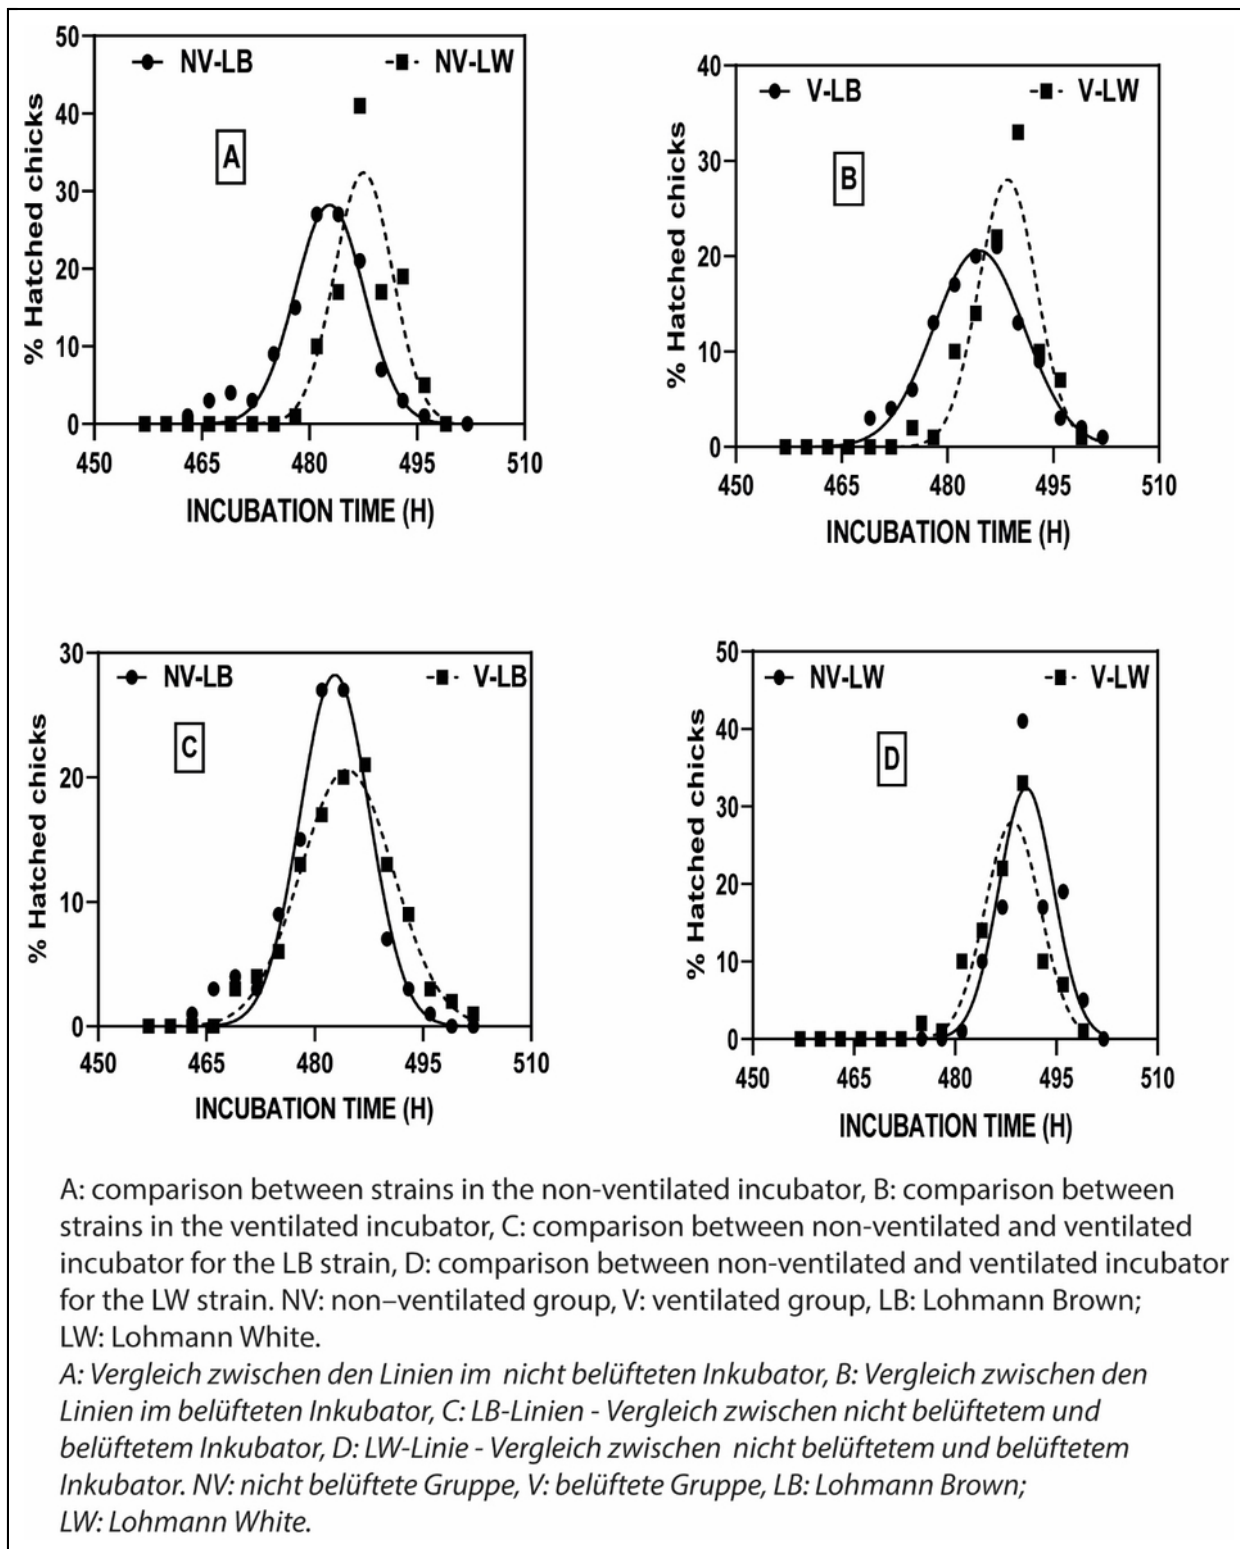 NV-LB NV-LW
A
% Hatched chicks
50
40
30
20
10
0
450 465 480 495 510
INCUBATION TIME (H)
V-LB V-LW
B
% Hatched chicks
40
30
20
10
0
450 465 480 495 510
INCUBATION TIME (H)
NV-LB V-LB
C
% Hatched chicks
30
20
10
0
450 465 480 495 510
INCUBATION TIME (H)
NV-LW V-LW
D
% Hatched chicks
50
40
30
20
10
0
450 465 480 495 510
INCUBATION TIME (H)
A: comparison between strains in the non-ventilated incubator, B: comparison between
strains in the ventilated incubator, C: comparison between non-ventilated and ventilated
incubator for the LB strain, D: comparison between non-ventilated and ventilated incubator
for the LW strain. NV: non–ventilated group, V: ventilated group, LB: Lohmann Brown;
LW: Lohmann White.
A: Vergleich zwischen den Linien im nicht belüfteten Inkubator, B: Vergleich zwischen den
Linien im belüfteten Inkubator, C: LB-Linien - Vergleich zwischen nicht belüftetem und
belüftetem Inkubator, D: LW-Linie - Vergleich zwischen nicht belüftetem und belüftetem
Inkubator. NV: nicht belüftete Gruppe, V: belüftete Gruppe, LB: Lohmann Brown;
LW: Lohmann White.